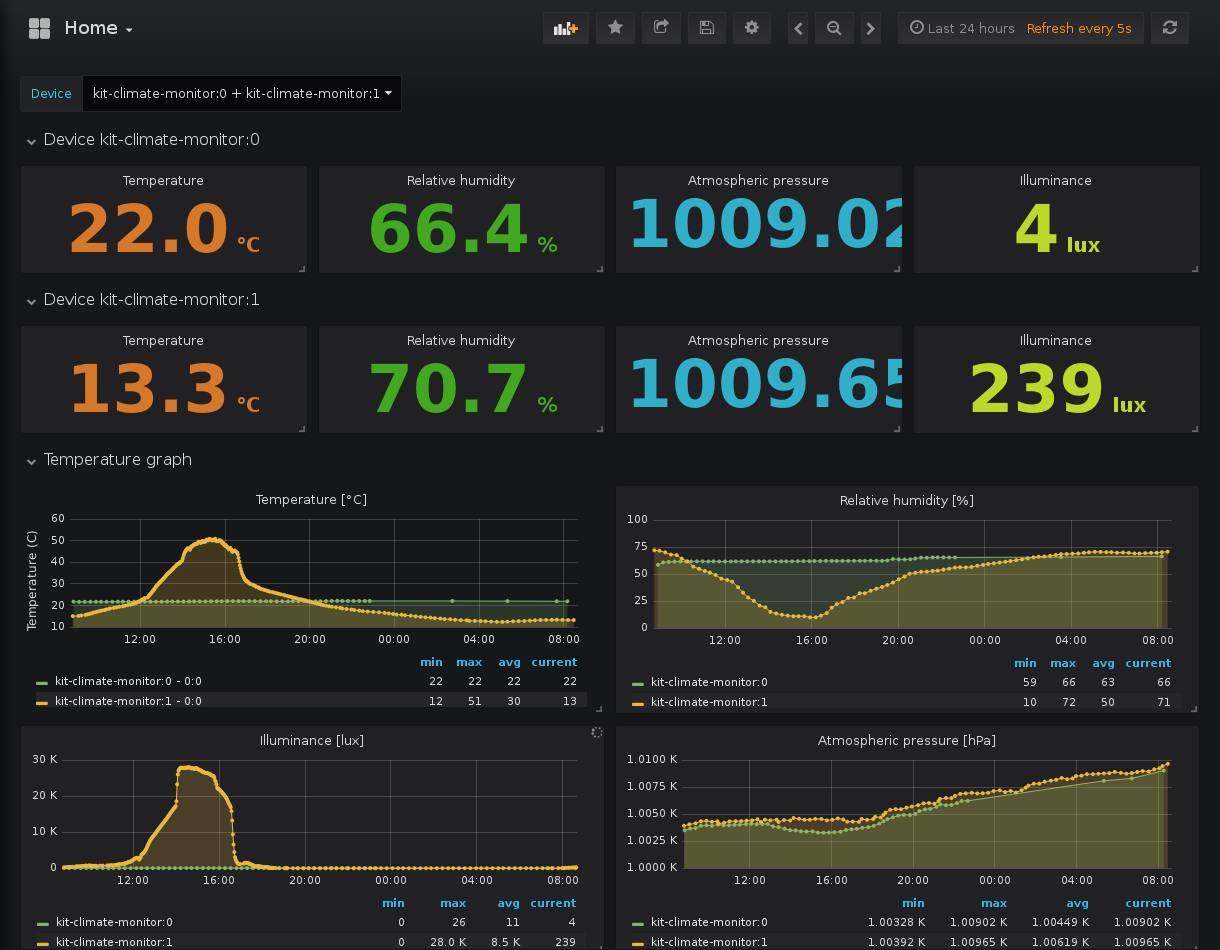 Home
Last 24 hours Refresh every 5s
Device kit-climate-monitor:0 + kit-climate-monitor:1
Device kit-climate-monitor:0
Temperature Relative humidity Atmospheric pressure Illuminance
22.0 °C 66.4 % 1009.02 4 lux
Device kit-climate-monitor:1
Temperature Relative humidity Atmospheric pressure Illuminance
13.3 °C 70.7 % 1009.65 239 lux
Temperature graph
Temperature [°C]
Temperature (C)
60
50
40
30
20
10
12:00 16:00 20:00 00:00 04:00 08:00
min max avg current
kit-climate-monitor:0 - 0:0 22 22 22 22
kit-climate-monitor:1 - 0:0 12 51 30 13
Relative humidity [%]
100
75
50
25
0
12:00 16:00 20:00 00:00 04:00 08:00
min max avg current
kit-climate-monitor:0 59 66 63 66
kit-climate-monitor:1 10 72 50 71
Illuminance [lux]
30 K
20 K
10 K
0
12:00 16:00 20:00 00:00 04:00 08:00
min max avg current
kit-climate-monitor:0 0 26 11 4
kit-climate-monitor:1 0 28.0 K 8.5 K 239
Atmospheric pressure [hPa]
1.0100 K
1.0075 K
1.0050 K
1.0025 K
1.0000 K
12:00 16:00 20:00 00:00 04:00 08:00
min max avg current
kit-climate-monitor:0 1.00328 K 1.00902 K 1.00449 K 1.00902 K
kit-climate-monitor:1 1.00392 K 1.00965 K 1.00619 K 1.00965 K